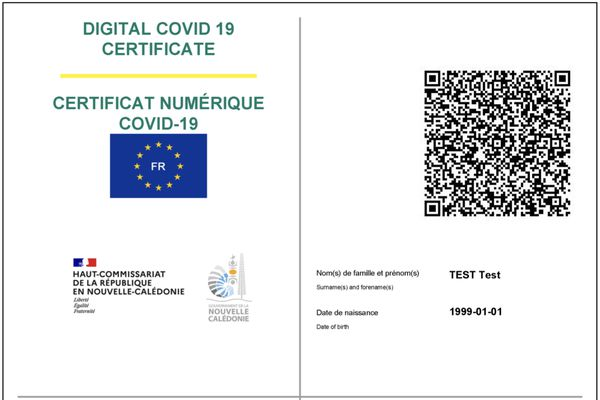 DIGITAL COVID 19
CERTIFICATE
CERTIFICAT NUMÉRIQUE
COVID-19
FR
HAUT-COMMISSARIAT
DE LA RÉPUBLIQUE
EN NOUVELLE-CALÉDONIE
Liberté
Égalité
Fraternité
GOUVERNEMENT DE LA
NOUVELLE
CALÉDONIE
Nom(s) de famille et prénom(s)
TEST Test
Surname(s) and forename(s)
Date de naissance
1999-01-01
Date of birth